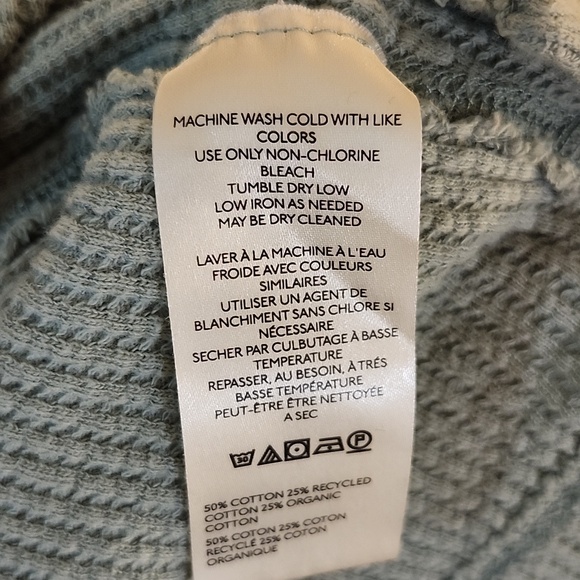 MACHINE WASH COLD WITH LIKE
COLORS
USE ONLY NON-CHLORINE
BLEACH
TUMBLE DRY LOW
LOW IRON AS NEEDED
MAY BE DRY CLEANED
LAVER À LA MACHINE À L'EAU
FROIDE AVEC COULEURS
SIMILAIRES
UTILISER UN AGENT DE
BLANCHIMENT SANS CHLORE SI
NÉCESSAIRE
SECHER PAR CULBUTAGE À BASSE
TEMPERATURE
REPASSER, AU BESOIN, À TRÉS
BASSE TEMPÉRATURE
PEUT-ÊTRE ÊTRE NETTOYÉE
A SEC
30 P
50% COTTON 25% RECYCLED
COTTON 25% ORGANIC
COTTON
50% COTON 25% COTON
RECYCLÉ 25% COTON
ORGANIQUE